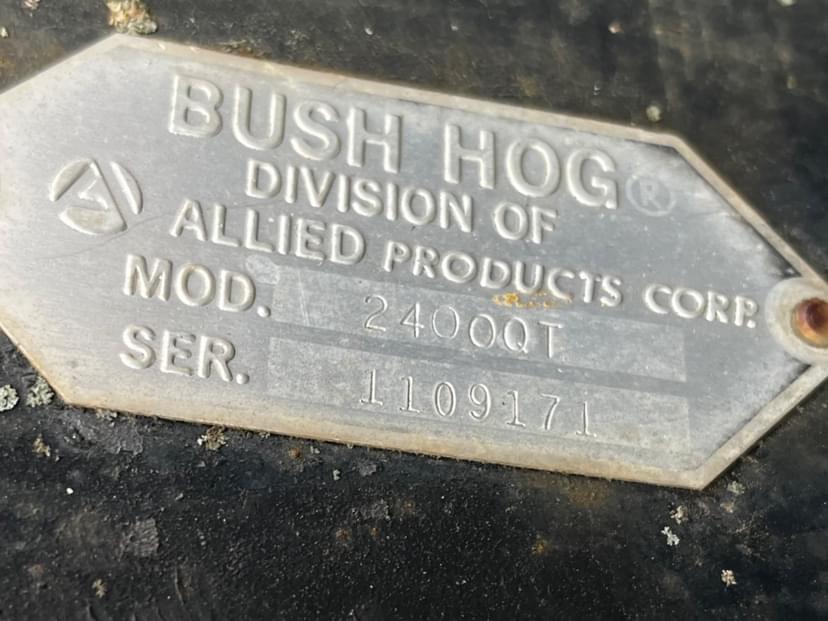 BUSH HOG®
DIVISION OF
ALLIED PRODUCTS CORP.
MOD. 2400QT
SER. 1109171